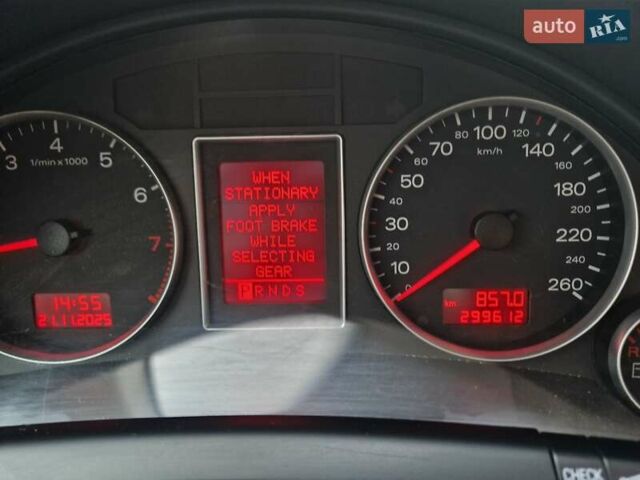 auto RIA
.com
3 4 5 6 7
1/min x 1000
14:55
21.11.2025
WHEN
STATIONARY
APPLY
FOOT BRAKE
WHILE
SELECTING
GEAR
P R N D S
0 10 20 30 40 50 60 70 80 100 120 140 160 180 200 220 240 260
km/h
km 857.0
299612
R
CHECK